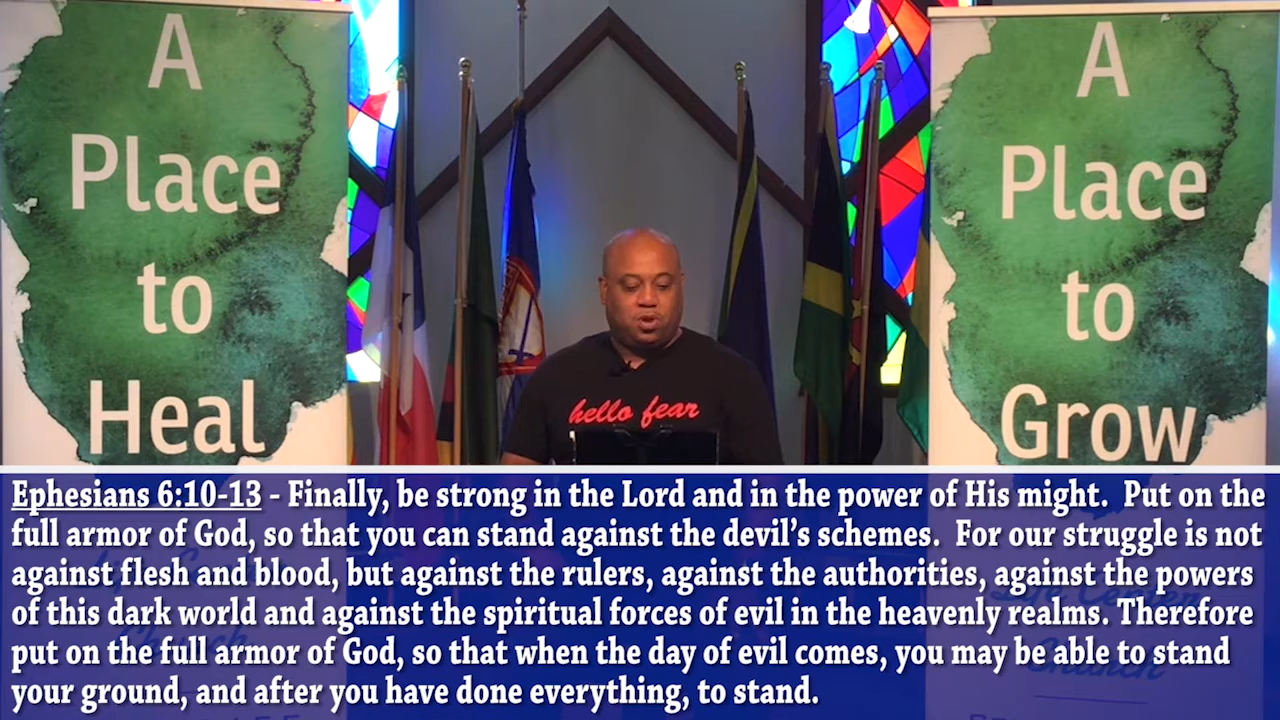 A
Place
to
Heal
A
Place
to
Grow
hello fear
Ephesians 6:10-13 - Finally, be strong in the Lord and in the power of His might. Put on the
full armor of God, so that you can stand against the devil’s schemes. For our struggle is not
against flesh and blood, but against the rulers, against the authorities, against the powers
of this dark world and against the spiritual forces of evil in the heavenly realms. Therefore
put on the full armor of God, so that when the day of evil comes, you may be able to stand
your ground, and after you have done everything, to stand.
Church
Life Center
Church